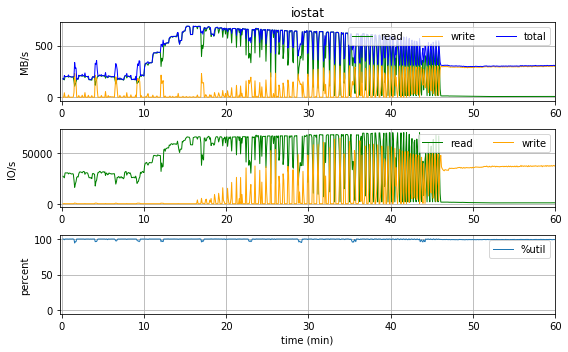 iostat
read write total
MB/s
500
0
0 10 20 30 40 50 60
read write
IO/s
50000
0
0 10 20 30 40 50 60
%util
percent
100
50
0
0 10 20 30 40 50 60
time (min)